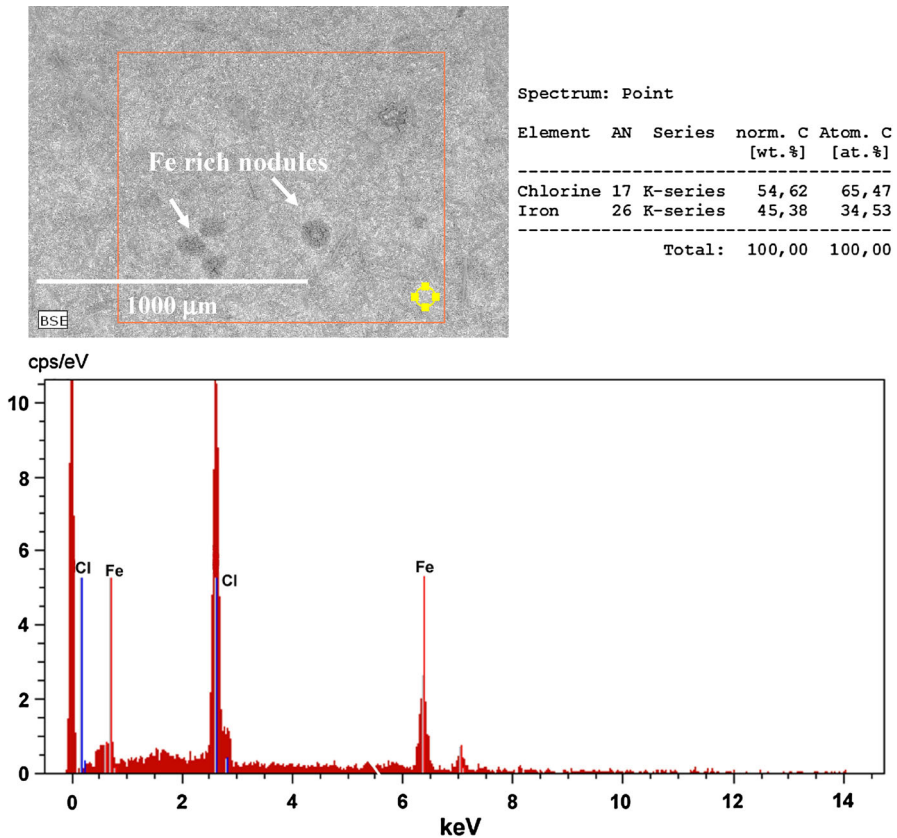 Fe rich nodules
1000 µm
BSE
Spectrum: Point
Element AN Series norm. C Atom. C
[wt.%] [at.%]
Chlorine 17 K-series 54,62 65,47
Iron 26 K-series 45,38 34,53
Total: 100,00 100,00
cps/eV
10
8
6
4
2
0
Cl
Fe
Cl
Fe
0 2 4 6 8 10 12 14
keV